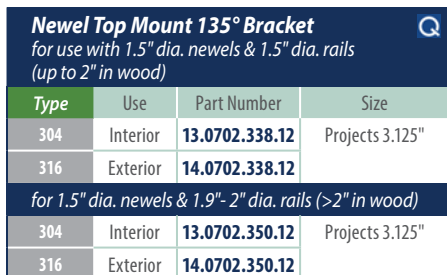 Newel Top Mount 135° Bracket Q
for use with 1.5" dia. newels & 1.5" dia. rails
(up to 2" in wood)
Type Use Part Number Size
304 Interior 13.0702.338.12 Projects 3.125"
316 Exterior 14.0702.338.12
for 1.5" dia. newels & 1.9"- 2" dia. rails (>2" in wood)
304 Interior 13.0702.350.12 Projects 3.125"
316 Exterior 14.0702.350.12